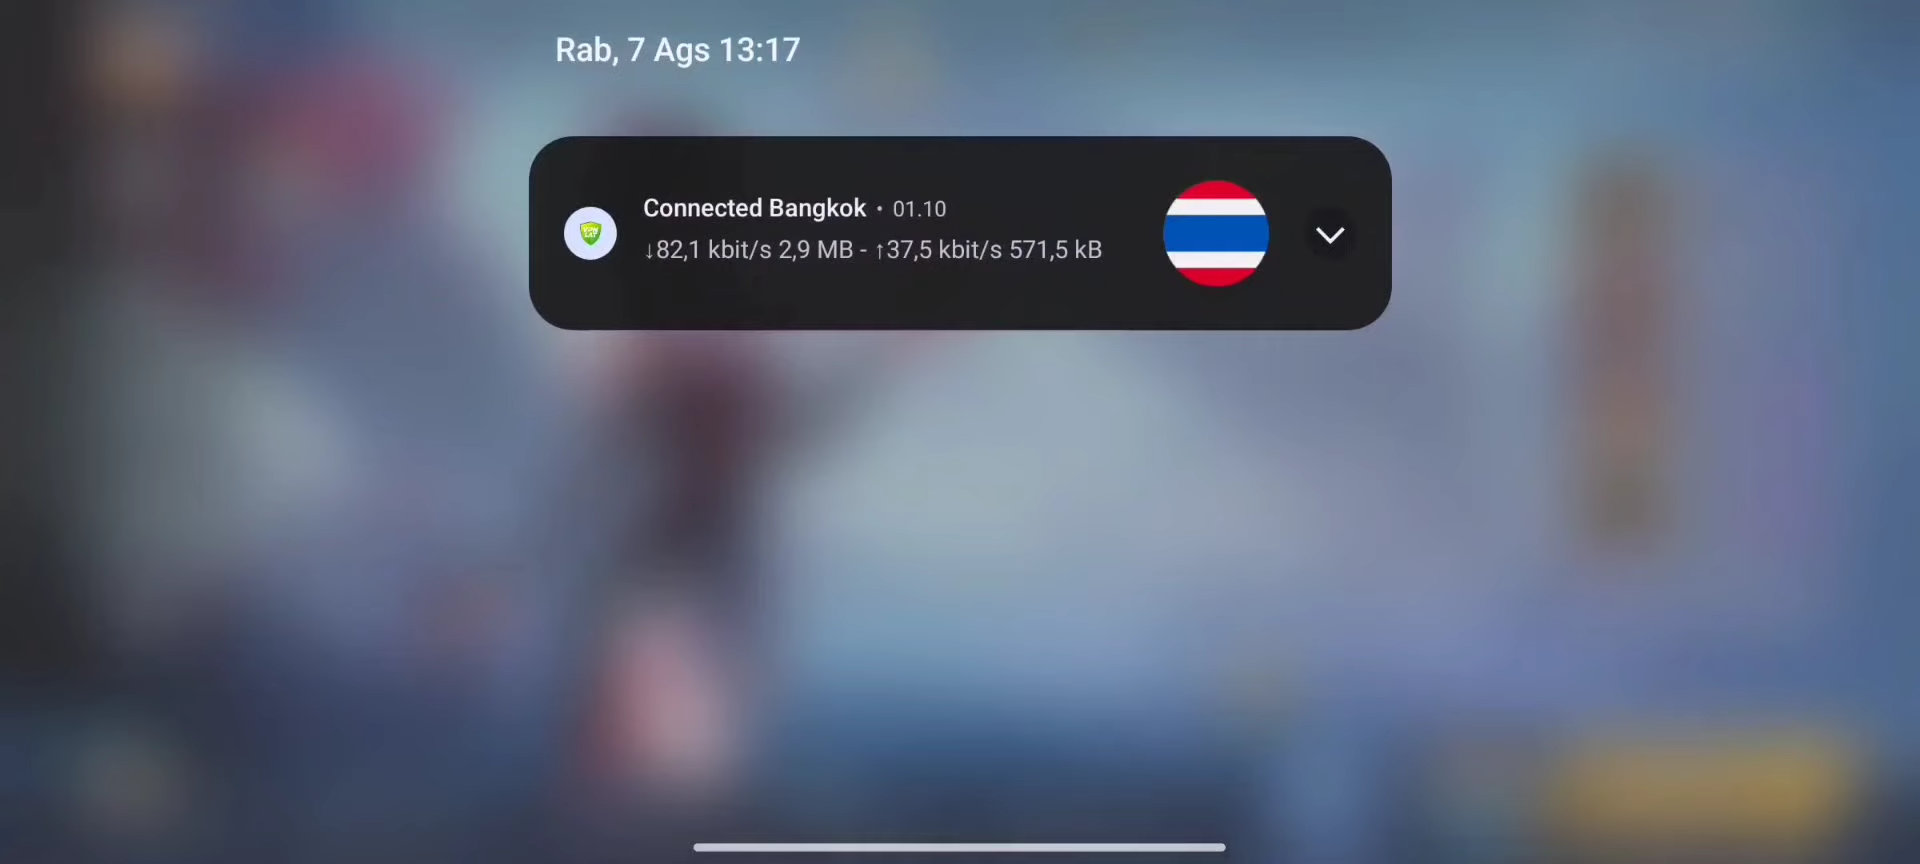 Rab, 7 Ags 13:17
Connected Bangkok • 01.10
↓82,1 kbit/s 2,9 MB - ↑37,5 kbit/s 571,5 kB